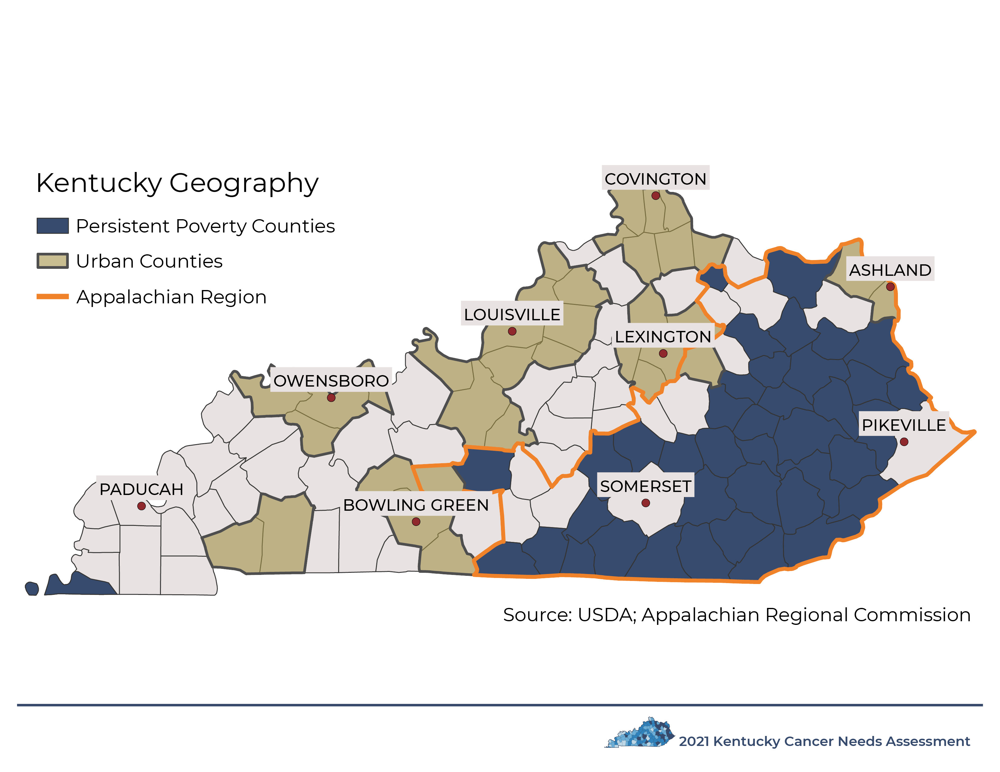 Kentucky Geography
Persistent Poverty Counties
Urban Counties
Appalachian Region
COVINGTON
ASHLAND
LOUISVILLE
LEXINGTON
OWENSBORO
PIKEVILLE
PADUCAH
SOMERSET
BOWLING GREEN
Source: USDA; Appalachian Regional Commission
2021 Kentucky Cancer Needs Assessment